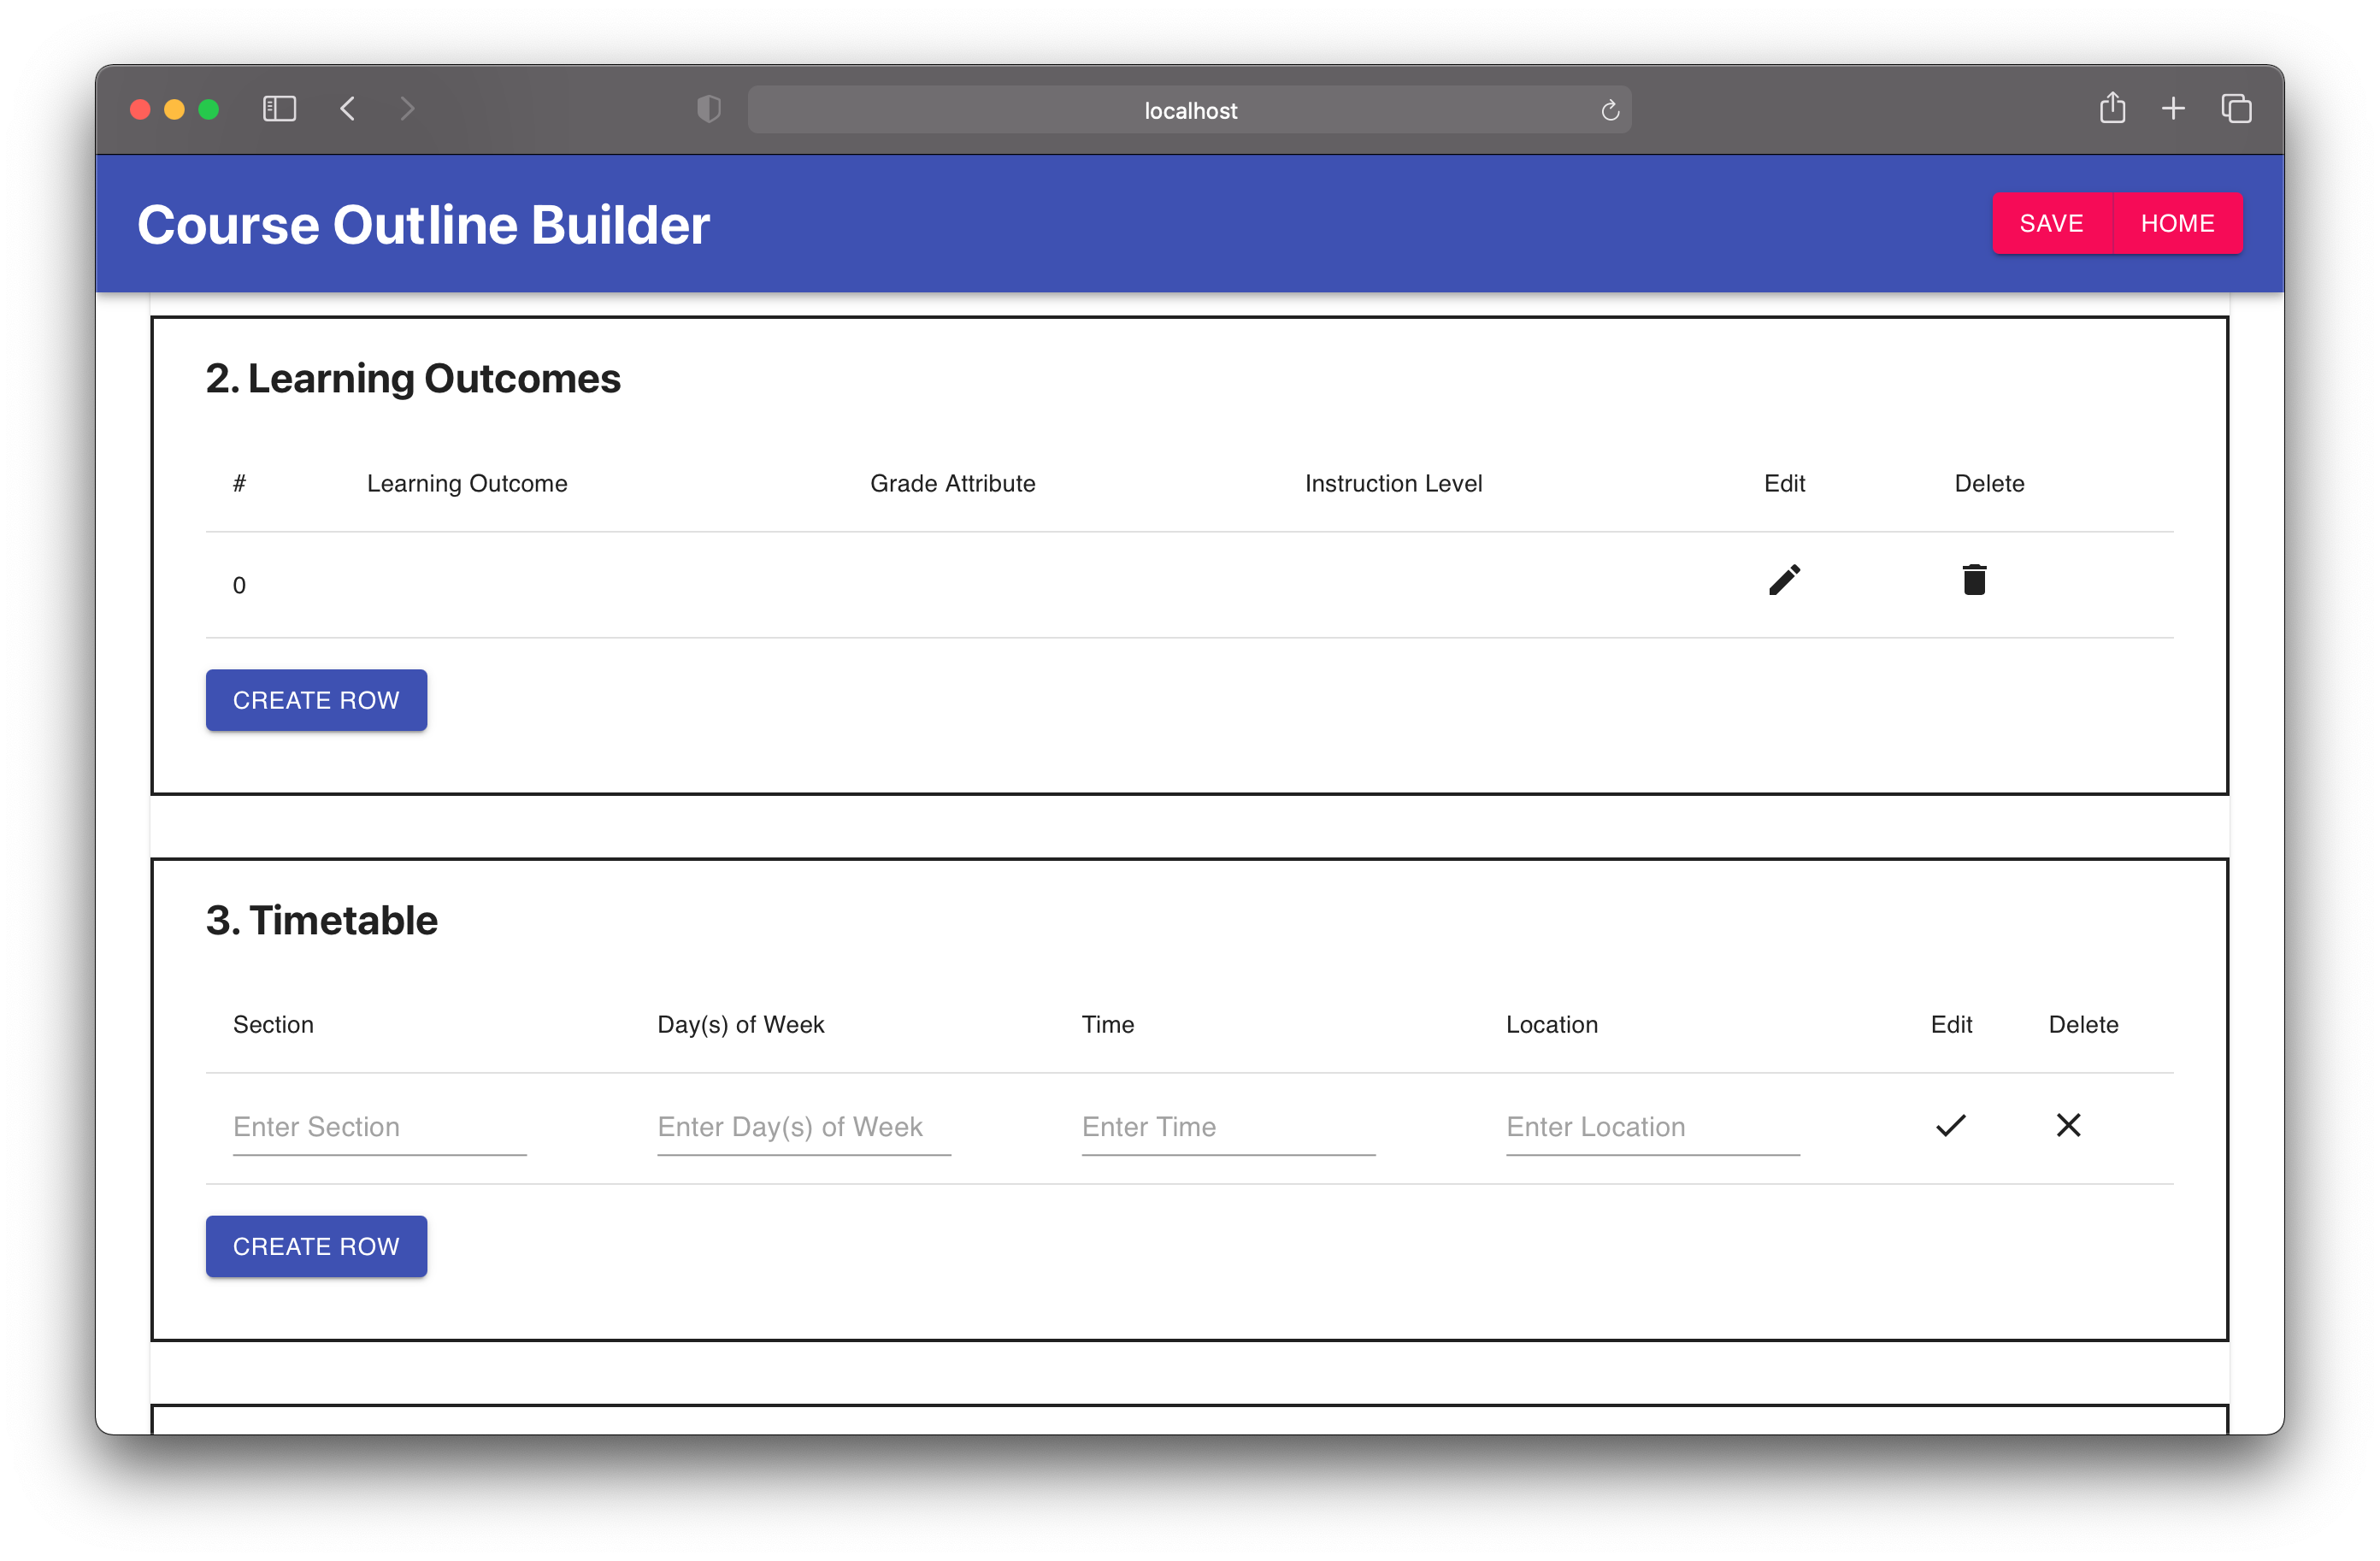 localhost
Course Outline Builder
SAVE HOME
2. Learning Outcomes
# Learning Outcome Grade Attribute Instruction Level Edit Delete
0
CREATE ROW
3. Timetable
Section Day(s) of Week Time Location Edit Delete
Enter Section Enter Day(s) of Week Enter Time Enter Location
CREATE ROW